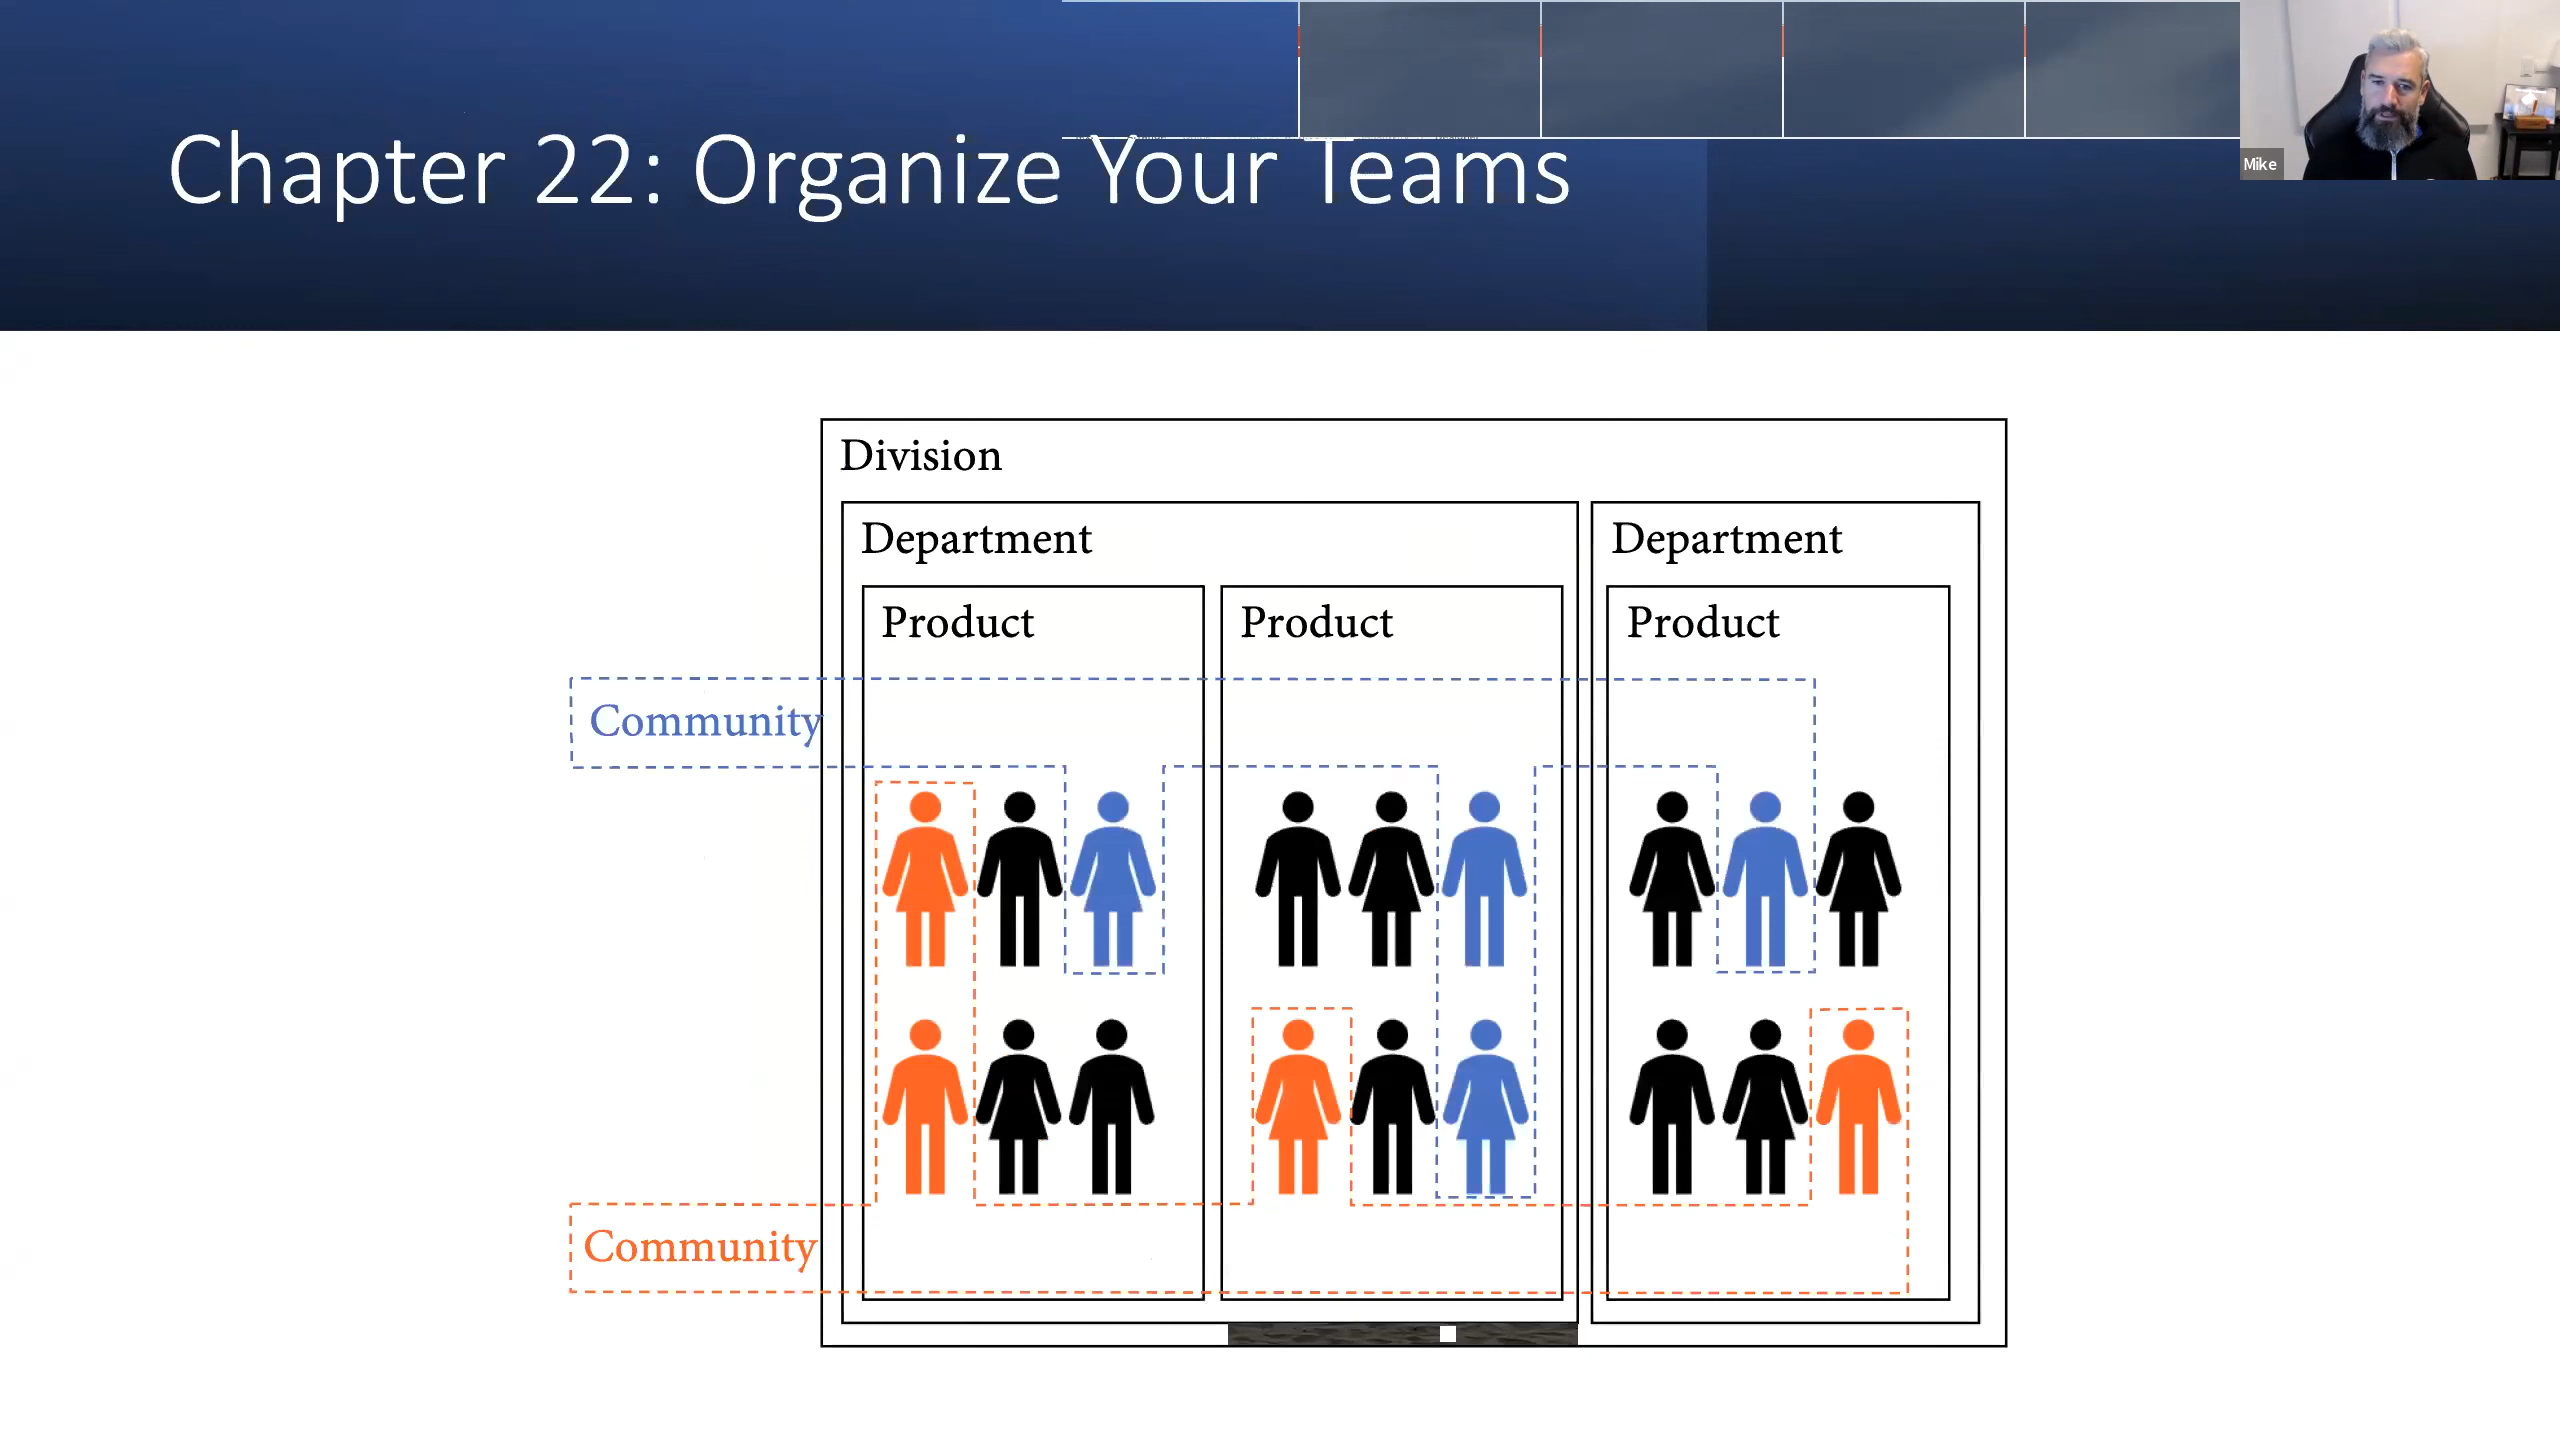 Mike
Chapter 22: Organize Your Teams
Division
Department
Department
Product
Product
Product
Community
Community